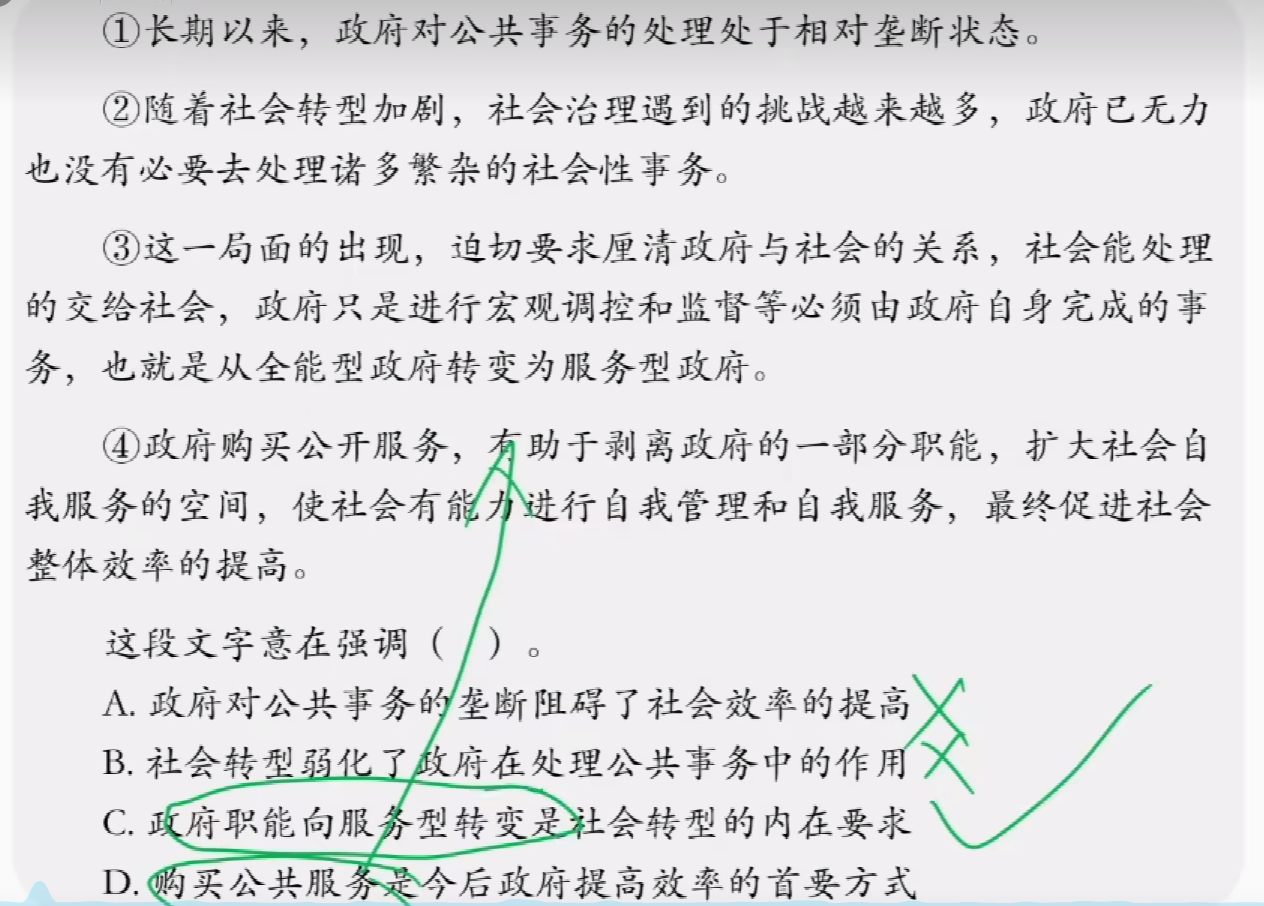 ①长期以来，政府对公共事务的处理处于相对垄断状态。
②随着社会转型加剧，社会治理遇到的挑战越来越多，政府已无力
也没有必要去处理诸多繁杂的社会性事务。
③这一局面的出现，迫切要求厘清政府与社会的关系，社会能处理
的交给社会，政府只是进行宏观调控和监督等必须由政府自身完成的事
务，也就是从全能型政府转变为服务型政府。
④政府购买公开服务，有助于剥离政府的一部分职能，扩大社会自
我服务的空间，使社会有能力进行自我管理和自我服务，最终促进社会
整体效率的提高。
这段文字意在强调（ ）。
A. 政府对公共事务的垄断阻碍了社会效率的提高
B. 社会转型弱化了政府在处理公共事务中的作用
C. 政府职能向服务型转变是社会转型的内在要求
D. 购买公共服务是今后政府提高效率的首要方式